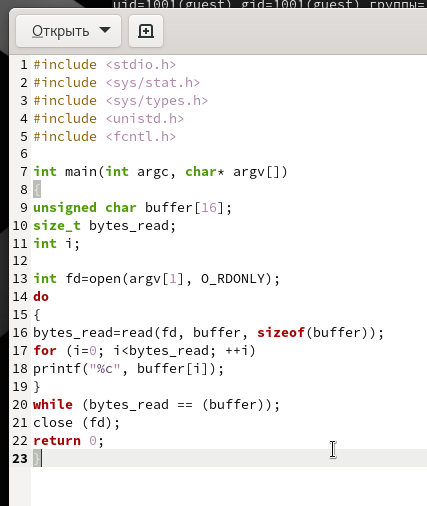 uid=1001(guest) gid=1001(guest) группы=
Открыть
1 #include <stdio.h>
2 #include <sys/stat.h>
3 #include <sys/types.h>
4 #include <unistd.h>
5 #include <fcntl.h>
6
7 int main(int argc, char* argv[])
8 {
9 unsigned char buffer[16];
10 size_t bytes_read;
11 int i;
12
13 int fd=open(argv[1], O_RDONLY);
14 do
15 {
16 bytes_read=read(fd, buffer, sizeof(buffer));
17 for (i=0; i<bytes_read; ++i)
18 printf("%c", buffer[i]);
19 }
20 while (bytes_read == (buffer));
21 close (fd);
22 return 0;
23 }